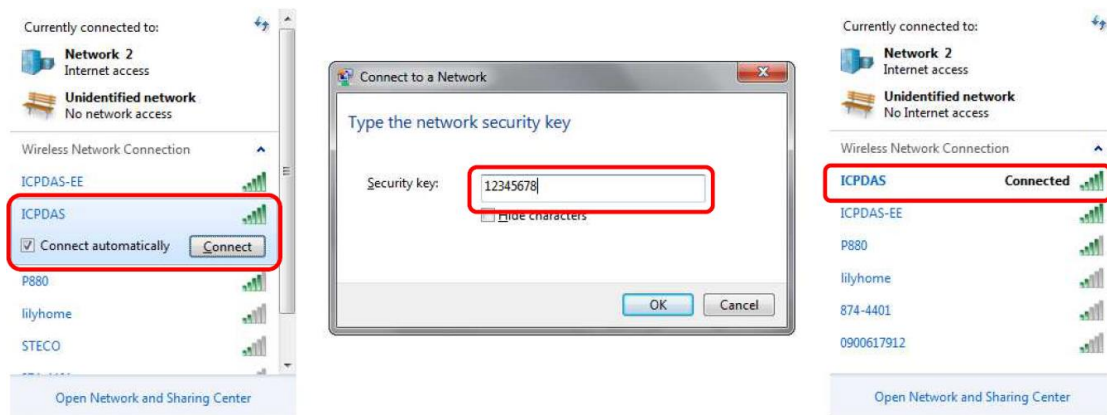 Currently connected to:
Network 2
Internet access
Unidentified network
No network access
Wireless Network Connection
ICPDAS-EE
ICPDAS
Connect automatically
Connect
P880
lilyhome
STECO
Open Network and Sharing Center
Connect to a Network
Type the network security key
Security key:
12345678
Hide characters
OK
Cancel
Currently connected to:
Network 2
Internet access
Unidentified network
No Internet access
Wireless Network Connection
ICPDAS Connected
ICPDAS-EE
P880
lilyhome
874-4401
0900617912
Open Network and Sharing Center